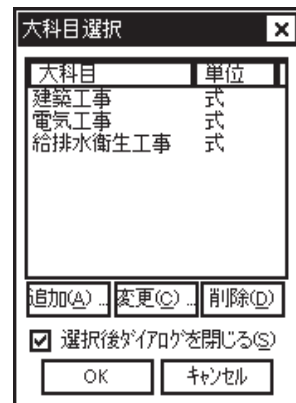 大科目選択
大科目 単位
建築工事 式
電気工事 式
給排水衛生工事 式
追加(A) ... 変更(C) ... 削除(D)
選択後ﾀﾞｲｱﾛｸﾞを閉じる(S)
OK ｷｬﾝｾﾙ